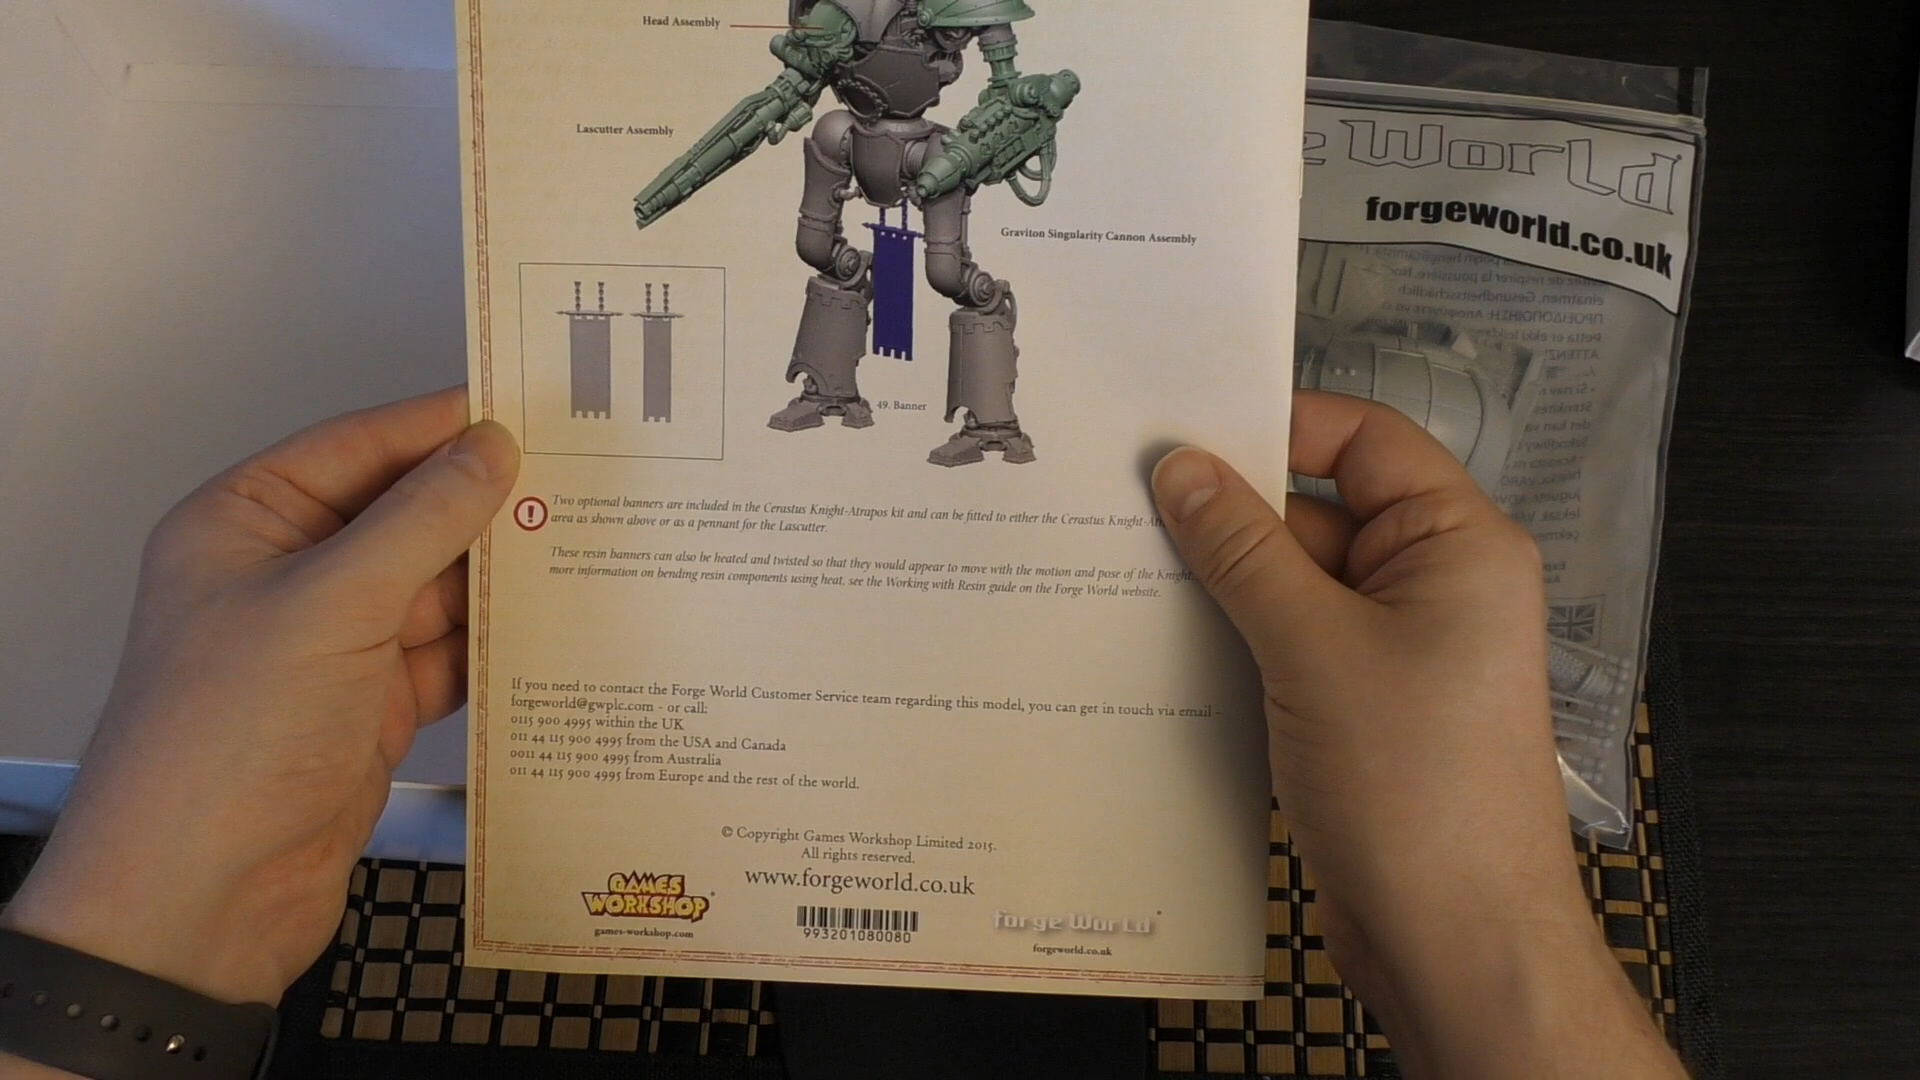 Head Assembly
Lascutter Assembly
Graviton Singularity Cannon Assembly
49. Banner
Two optional banners are included in the Cerastus Knight-Atrapos kit and can be fitted to either the Cerastus Knight-
area as shown above or as a pennant for the Lascutter.
These resin banners can also be heated and twisted so that they would appear to move with the motion and pose of the Knight.
more information on bending resin components using heat, see the Working with Resin guide on the Forge World website.
If you need to contact the Forge World Customer Service team regarding this model, you can get in touch via email -
forgeworld@gwplc.com - or call:
0115 900 4995 within the UK
011 44 115 900 4995 from the USA and Canada
0011 44 115 900 4995 from Australia
011 44 115 900 4995 from Europe and the rest of the world.
© Copyright Games Workshop Limited 2015.
All rights reserved.
www.forgeworld.co.uk
GAMES
WORKSHOP
games-workshop.com
993201080080
forge World
forgeworld.co.uk
World
forgeworld.co.uk